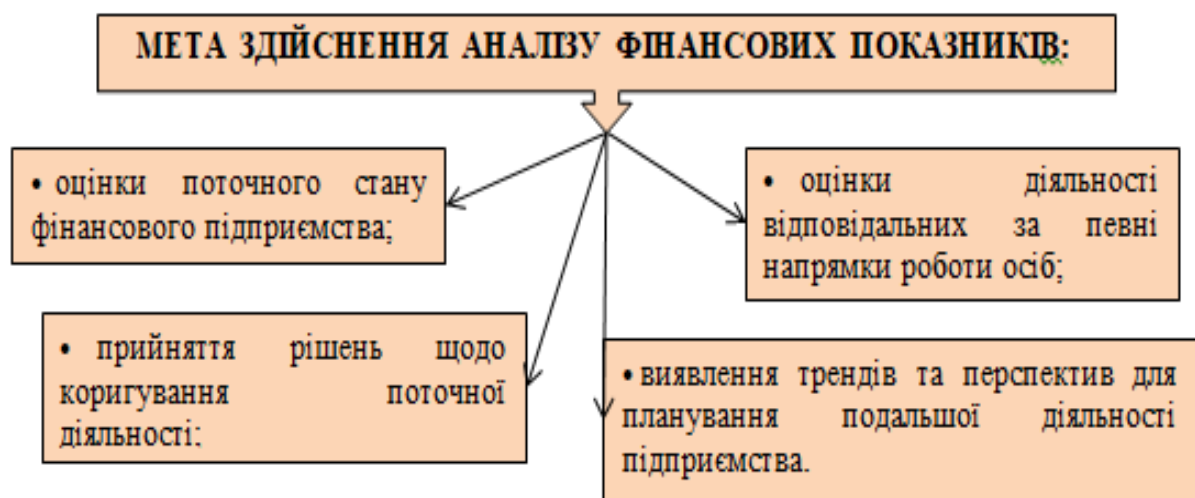 МЕТА ЗДІЙСНЕННЯ АНАЛІЗУ ФІНАНСОВИХ ПОКАЗНИКІВ:
• оцінки поточного стану
фінансового підприємства;
• оцінки діяльності
відповідальних за певні
напрямки роботи осіб;
• прийняття рішень щодо
коригування поточної
діяльності;
• виявлення трендів та перспектив для
планування подальшої діяльності
підприємства.